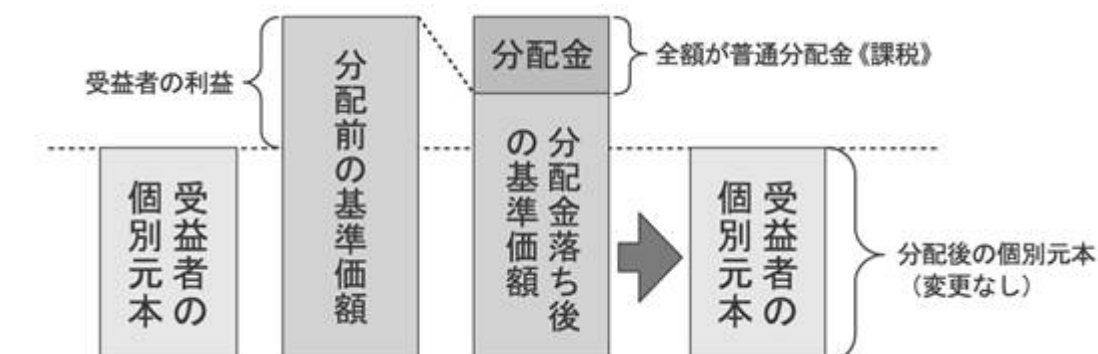 受益者の利益
受益者の
個別元本
分配前の基準価額
分配金
分配金落ち後
の基準価額
全額が普通分配金《課税》
受益者の
個別元本
分配後の個別元本
（変更なし）